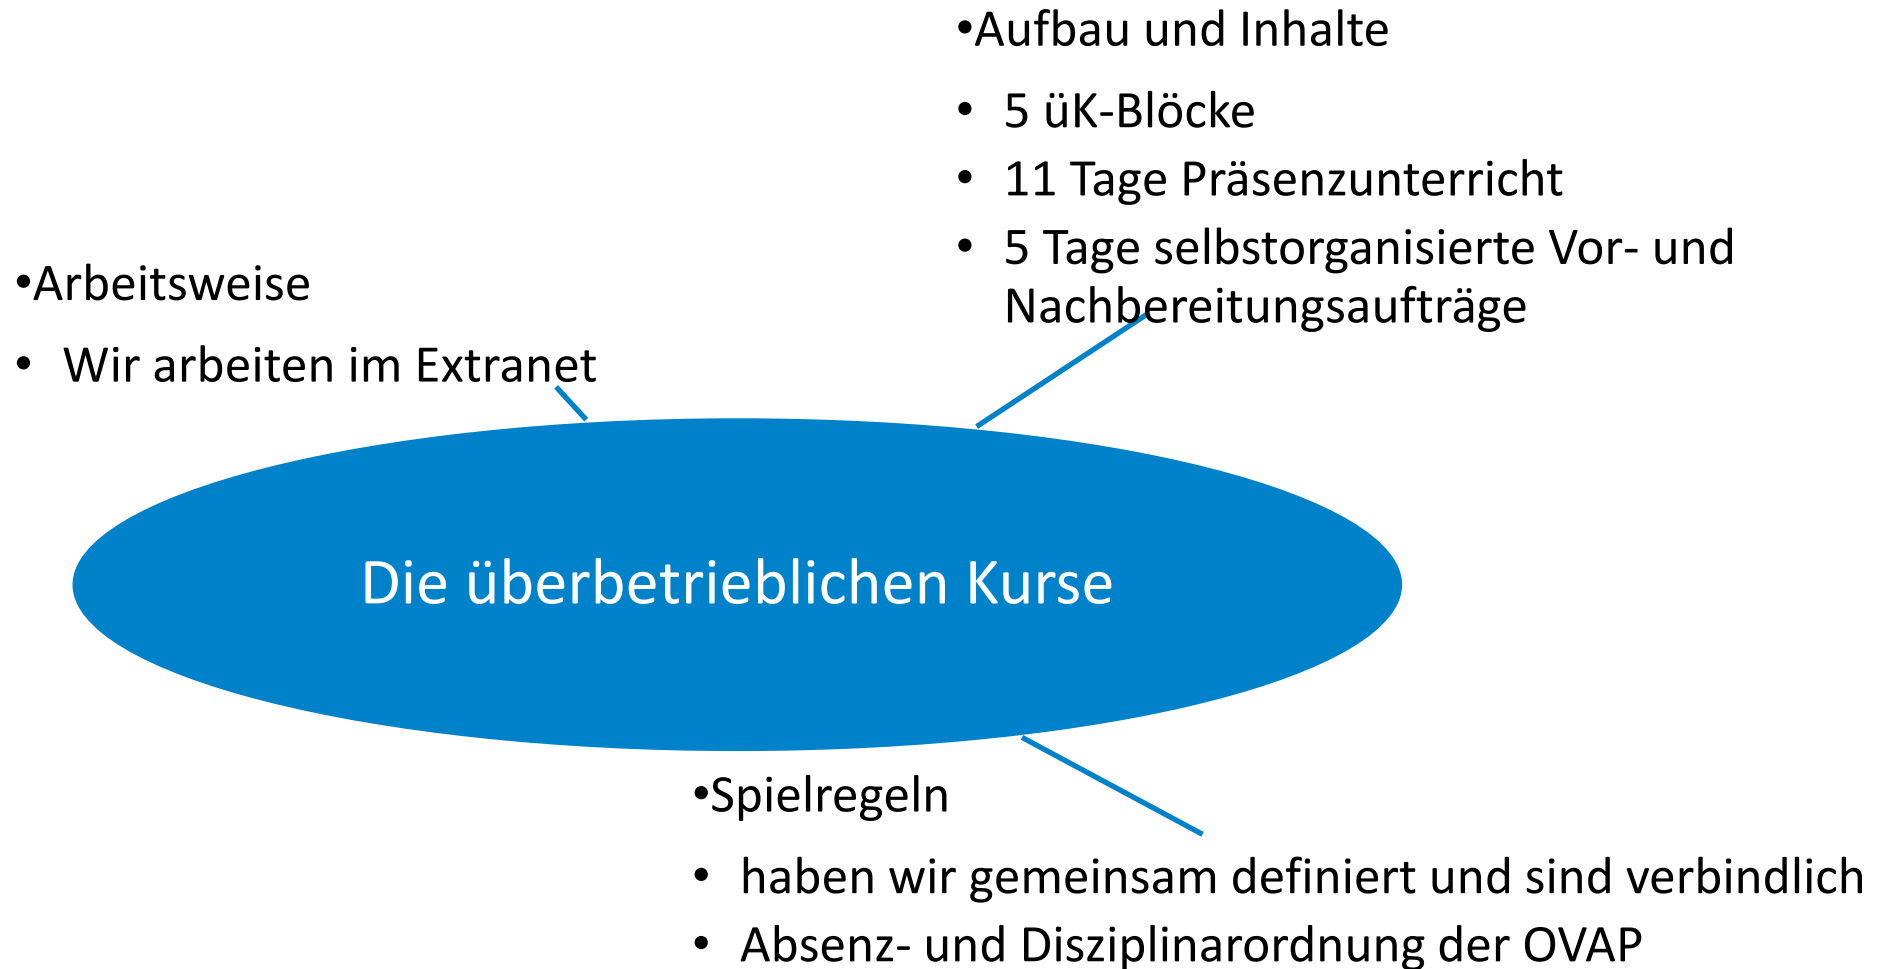 •Aufbau und Inhalte
• 5 üK-Blöcke
• 11 Tage Präsenzunterricht
• 5 Tage selbstorganisierte Vor- und
Nachbereitungsaufträge
•Arbeitsweise
• Wir arbeiten im Extranet
Die überbetrieblichen Kurse
•Spielregeln
• haben wir gemeinsam definiert und sind verbindlich
• Absenz- und Disziplinarordnung der OVAP